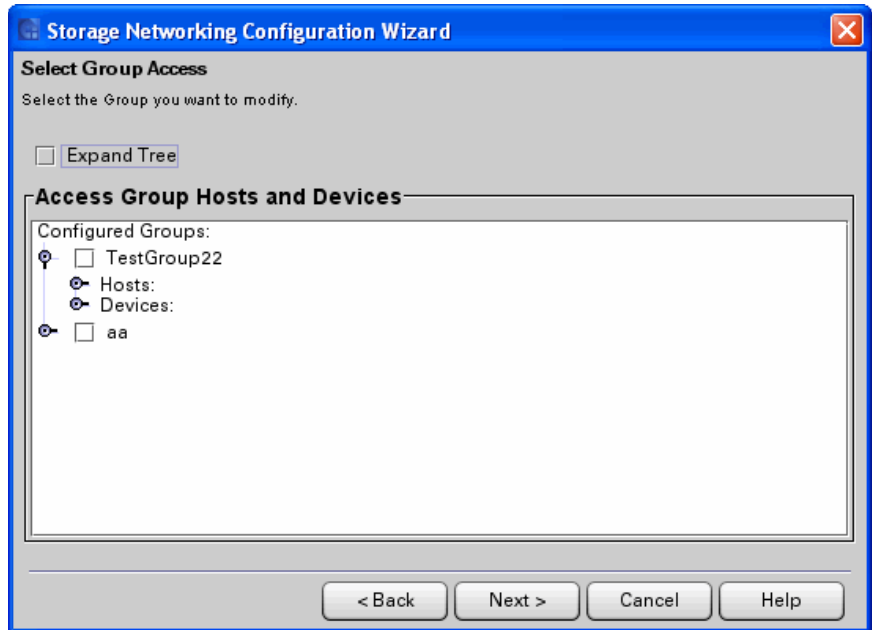 Storage Networking Configuration Wizard
Select Group Access
Select the Group you want to modify.
Expand Tree
Access Group Hosts and Devices
Configured Groups:
TestGroup22
Hosts:
Devices:
aa
< Back Next > Cancel Help